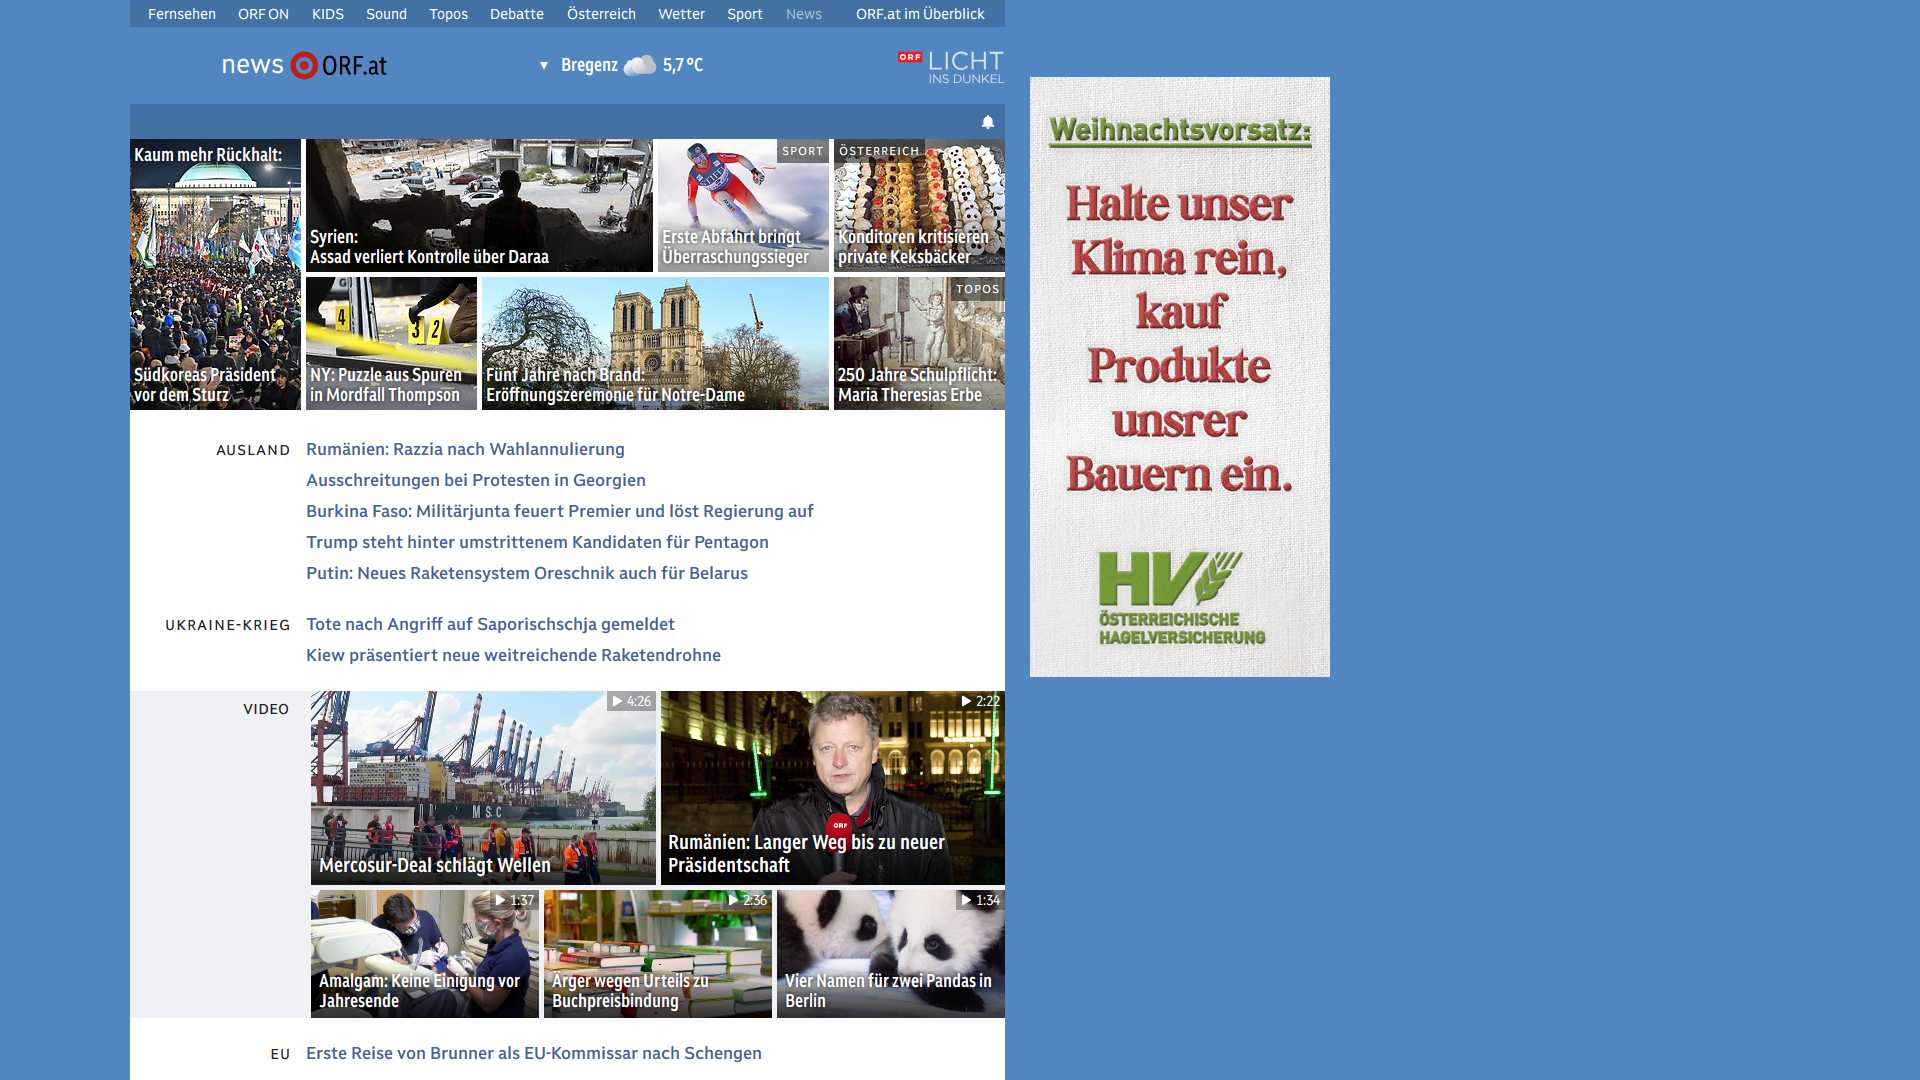 Fernsehen ORF ON KIDS Sound Topos Debatte Österreich Wetter Sport News ORF.at im Überblick
news ORF.at
Bregenz 5,7 °C
ORF LICHT
INS DUNKEL
Kaum mehr Rückhalt:
Südkoreas Präsident
vor dem Sturz
Syrien:
Assad verliert Kontrolle über Daraa
SPORT
Erste Abfahrt bringt
Überraschungssieger
ÖSTERREICH
Konditoren kritisieren
private Keksbäcker
4 3 2
NY: Puzzle aus Spuren
in Mordfall Thompson
Fünf Jahre nach Brand:
Eröffnungszeremonie für Notre-Dame
TOPOS
250 Jahre Schulpflicht:
Maria Theresias Erbe
AUSLAND
Rumänien: Razzia nach Wahlannulierung
Ausschreitungen bei Protesten in Georgien
Burkina Faso: Militärjunta feuert Premier und löst Regierung auf
Trump steht hinter umstrittenem Kandidaten für Pentagon
Putin: Neues Raketensystem Oreschnik auch für Belarus
UKRAINE-KRIEG
Tote nach Angriff auf Saporischschja gemeldet
Kiew präsentiert neue weitreichende Raketendrohne
VIDEO
4:26
MSC
Mercosur-Deal schlägt Wellen
2:22
ORF
Rumänien: Langer Weg bis zu neuer
Präsidentschaft
1:37
Amalgam: Keine Einigung vor
Jahresende
2:36
Ärger wegen Urteils zu
Buchpreisbindung
1:34
Vier Namen für zwei Pandas in
Berlin
EU
Erste Reise von Brunner als EU-Kommissar nach Schengen
Weihnachtsvorsatz:
Halte unser
Klima rein,
kauf
Produkte
unsrer
Bauern ein.
HV
ÖSTERREICHISCHE
HAGELVERSICHERUNG